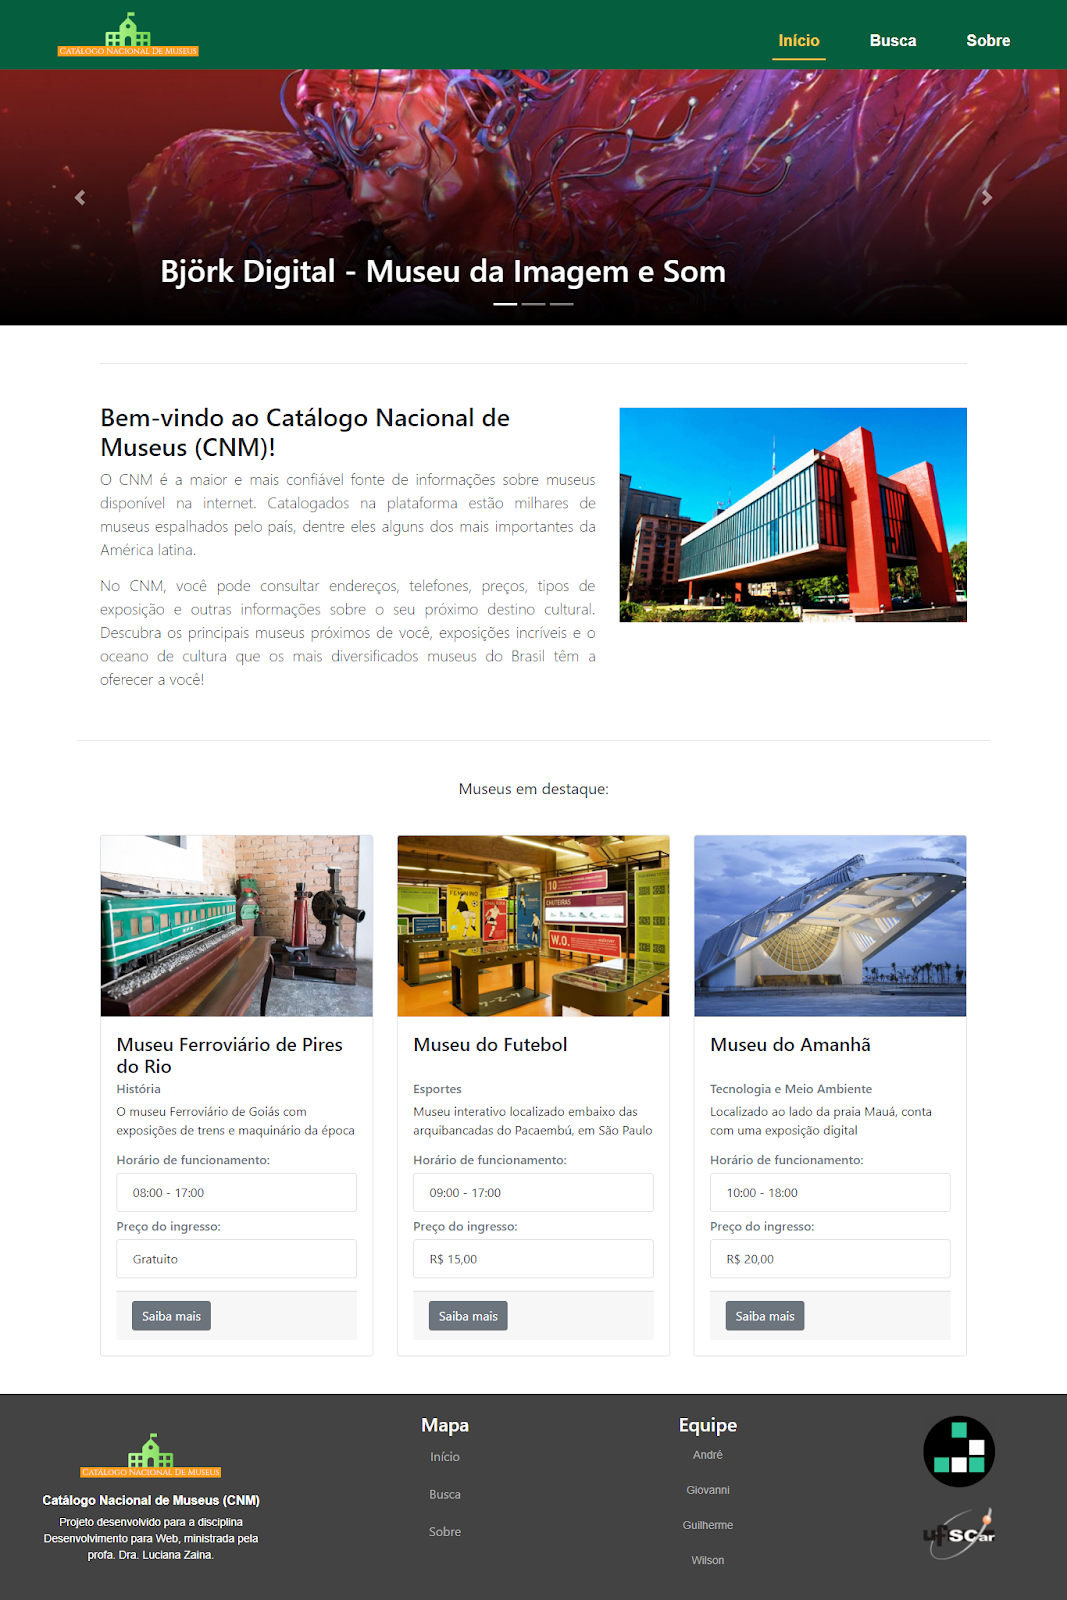 Catálogo Nacional De Museus
Início
Busca
Sobre
Björk Digital - Museu da Imagem e Som
Bem-vindo ao Catálogo Nacional de
Museus (CNM)!
O CNM é a maior e mais confiável fonte de informações sobre museus
disponível na internet. Catalogados na plataforma estão milhares de
museus espalhados pelo país, dentre eles alguns dos mais importantes da
América latina.
No CNM, você pode consultar endereços, telefones, preços, tipos de
exposição e outras informações sobre o seu próximo destino cultural.
Descubra os principais museus próximos de você, exposições incríveis e o
oceano de cultura que os mais diversificados museus do Brasil têm a
oferecer a você!
Museus em destaque:
FEMININO
10
CHUTEIRAS
W.O.
4-2-4
Museu Ferroviário de Pires
do Rio
História
O museu Ferroviário de Goiás com
exposições de trens e maquinário da época
Horário de funcionamento:
08:00 - 17:00
Preço do ingresso:
Gratuito
Saiba mais
Museu do Futebol
Esportes
Museu interativo localizado embaixo das
arquibancadas do Pacaembú, em São Paulo
Horário de funcionamento:
09:00 - 17:00
Preço do ingresso:
R$ 15,00
Saiba mais
Museu do Amanhã
Tecnologia e Meio Ambiente
Localizado ao lado da praia Mauá, conta
com uma exposição digital
Horário de funcionamento:
10:00 - 18:00
Preço do ingresso:
R$ 20,00
Saiba mais
Catálogo Nacional De Museus
Catálogo Nacional de Museus (CNM)
Projeto desenvolvido para a disciplina
Desenvolvimento para Web, ministrada pela
profa. Dra. Luciana Zaina.
Mapa
Início
Busca
Sobre
Equipe
André
Giovanni
Guilherme
Wilson
ufSCar